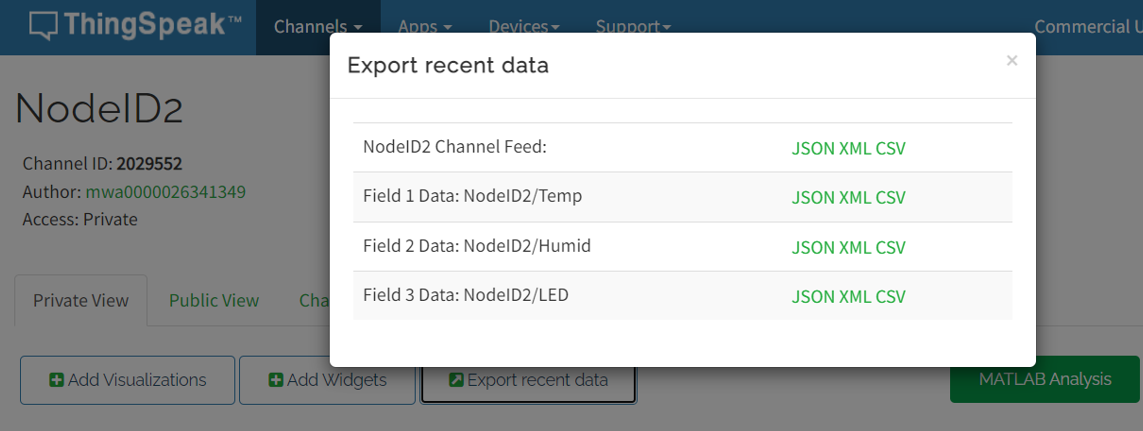 ThingSpeak™ Channels Apps Devices Support Commercial U
Export recent data ×
NodeID2
Channel ID: 2029552
Author: mwa0000026341349
Access: Private
NodeID2 Channel Feed: JSON XML CSV
Field 1 Data: NodeID2/Temp JSON XML CSV
Field 2 Data: NodeID2/Humid JSON XML CSV
Field 3 Data: NodeID2/LED JSON XML CSV
Private View Public View Cha
Add Visualizations Add Widgets Export recent data MATLAB Analysis